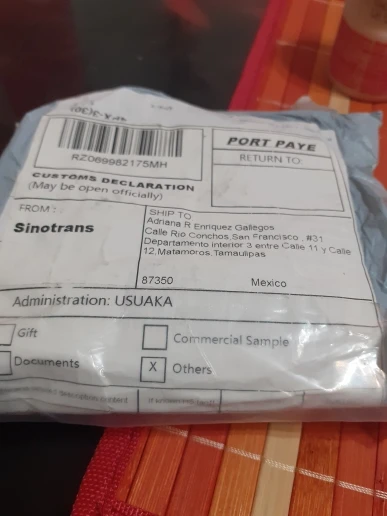 PORT PAYE
RETURN TO:
RZ069982175MH
CUSTOMS DECLARATION
(May be open officially)
FROM :
Sinotrans
SHIP TO
Adriana R Enriquez Gallegos
Calle Rio Conchos,San Francisco , #31
Departamento interior 3 entre Calle 11 y Calle
12,Matamoros,Tamaulipas
87350 Mexico
Administration: USUAKA
Gift
Commercial Sample
Documents
X Others